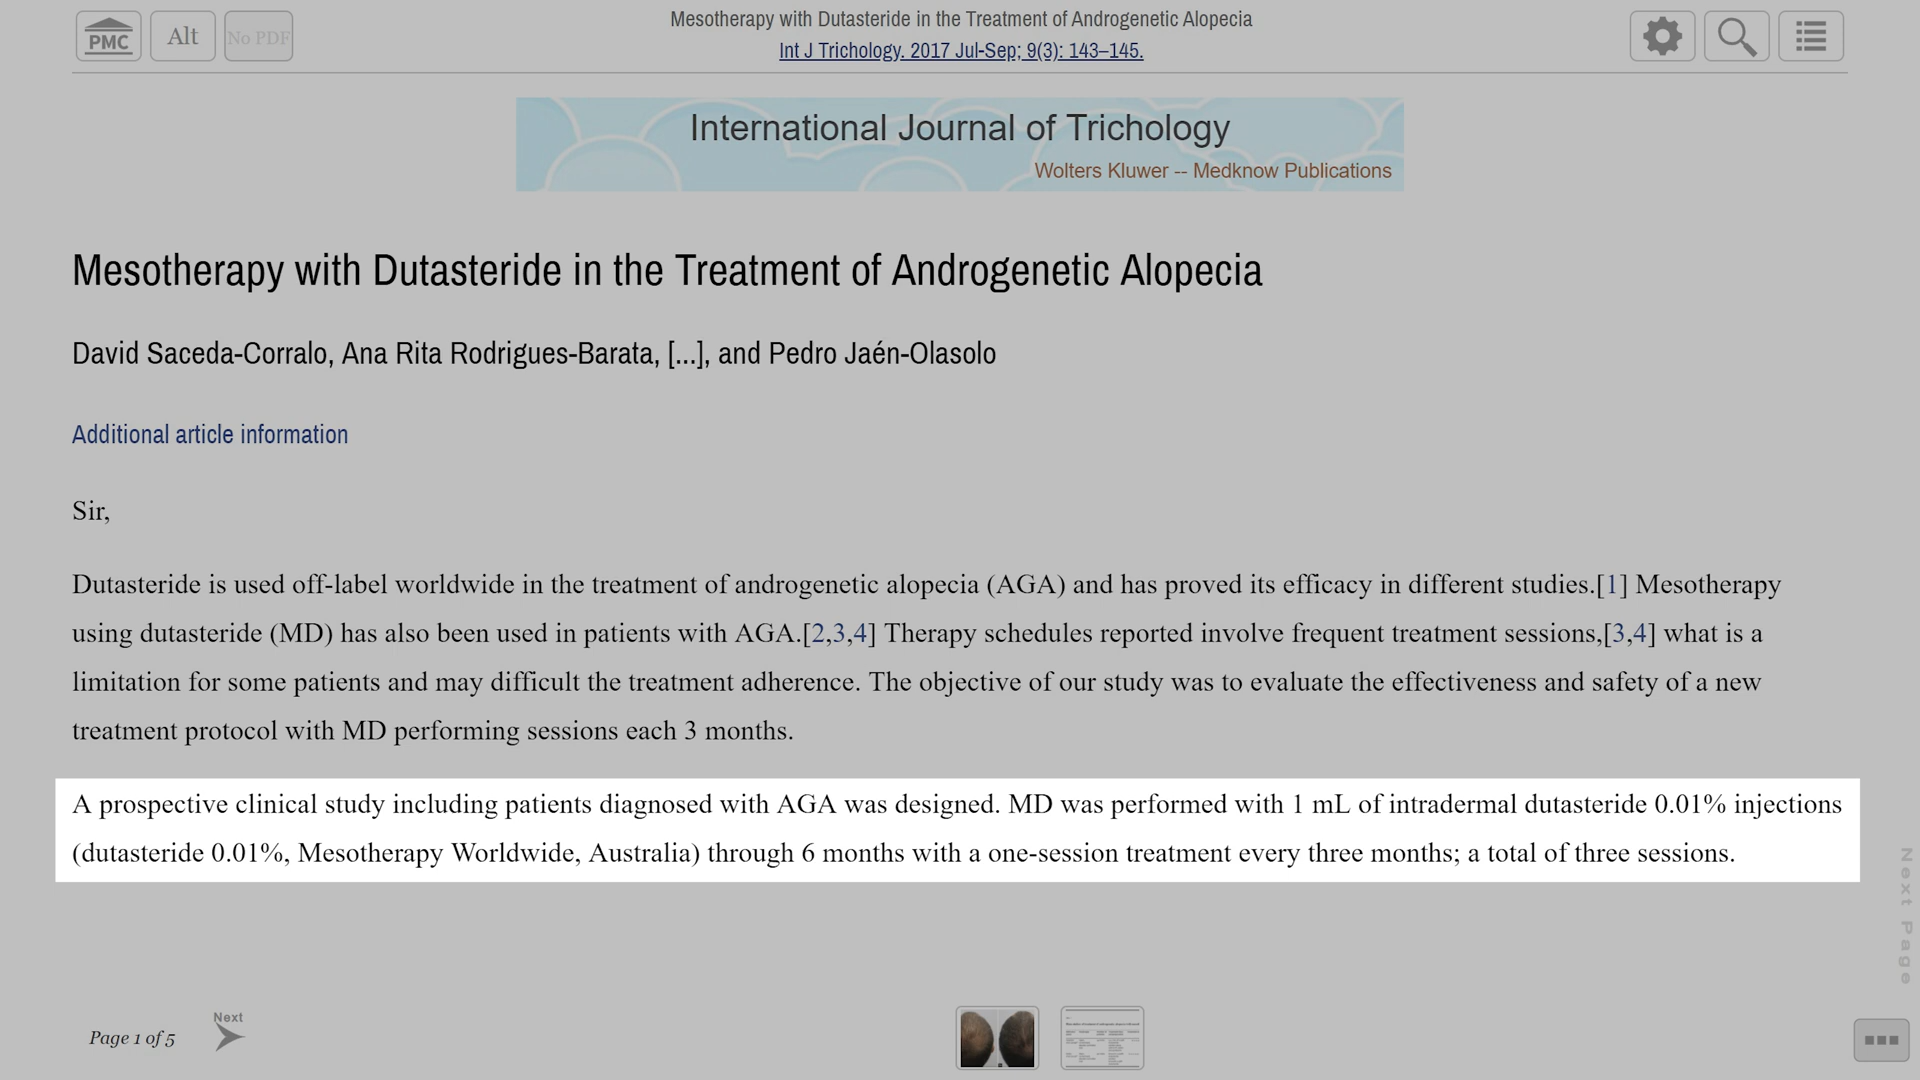 PMC
Alt
No PDF
Mesotherapy with Dutasteride in the Treatment of Androgenetic Alopecia
Int J Trichology. 2017 Jul-Sep; 9(3): 143–145.
International Journal of Trichology
Wolters Kluwer -- Medknow Publications
Mesotherapy with Dutasteride in the Treatment of Androgenetic Alopecia
David Saceda-Corralo, Ana Rita Rodrigues-Barata, [...], and Pedro Jaén-Olasolo
Additional article information
Sir,
Dutasteride is used off-label worldwide in the treatment of androgenetic alopecia (AGA) and has proved its efficacy in different studies.[1] Mesotherapy
using dutasteride (MD) has also been used in patients with AGA.[2,3,4] Therapy schedules reported involve frequent treatment sessions,[3,4] what is a
limitation for some patients and may difficult the treatment adherence. The objective of our study was to evaluate the effectiveness and safety of a new
treatment protocol with MD performing sessions each 3 months.
A prospective clinical study including patients diagnosed with AGA was designed. MD was performed with 1 mL of intradermal dutasteride 0.01% injections
(dutasteride 0.01%, Mesotherapy Worldwide, Australia) through 6 months with a one-session treatment every three months; a total of three sessions.
Next Page
Page 1 of 5
Next